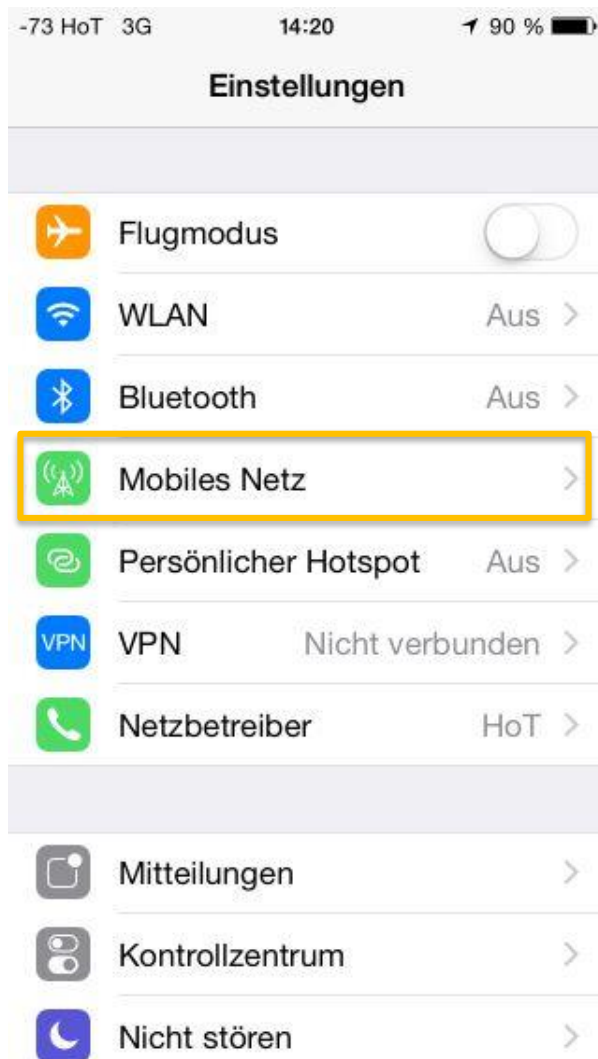 -73 HoT 3G 14:20 90 %
Einstellungen
Flugmodus
WLAN Aus
Bluetooth Aus
Mobiles Netz
Persönlicher Hotspot Aus
VPN VPN Nicht verbunden
Netzbetreiber HoT
Mitteilungen
Kontrollzentrum
Nicht stören